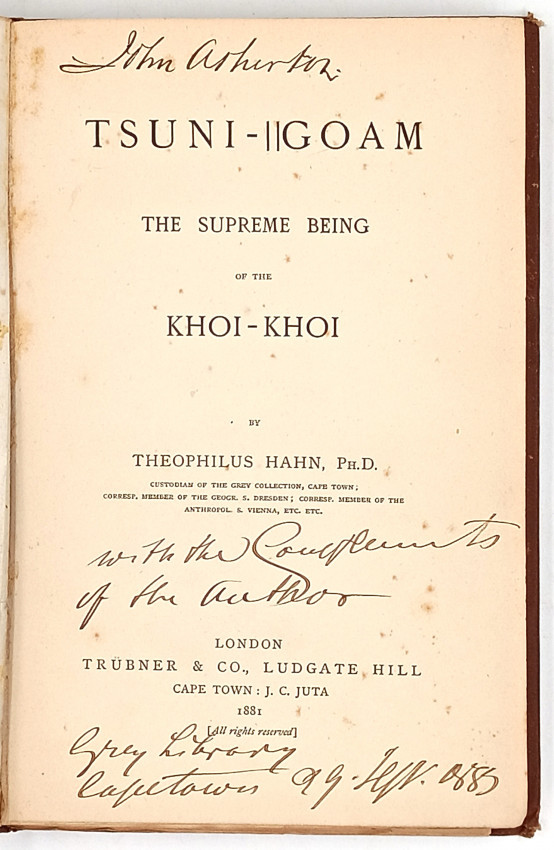 John Asherton.
TSUNI-||GOAM
THE SUPREME BEING
OF THE
KHOI-KHOI
BY
THEOPHILUS HAHN, PH.D.
CUSTODIAN OF THE GREY COLLECTION, CAPE TOWN;
CORRESP. MEMBER OF THE GEOGR. S. DRESDEN; CORRESP. MEMBER OF THE
ANTHROPOL. S. VIENNA, ETC. ETC.
with the Compliments
of the Author
LONDON
TRÜBNER & CO., LUDGATE HILL
CAPE TOWN: J. C. JUTA
1881
[All rights reserved]
Grey Library
Capetown Sept.